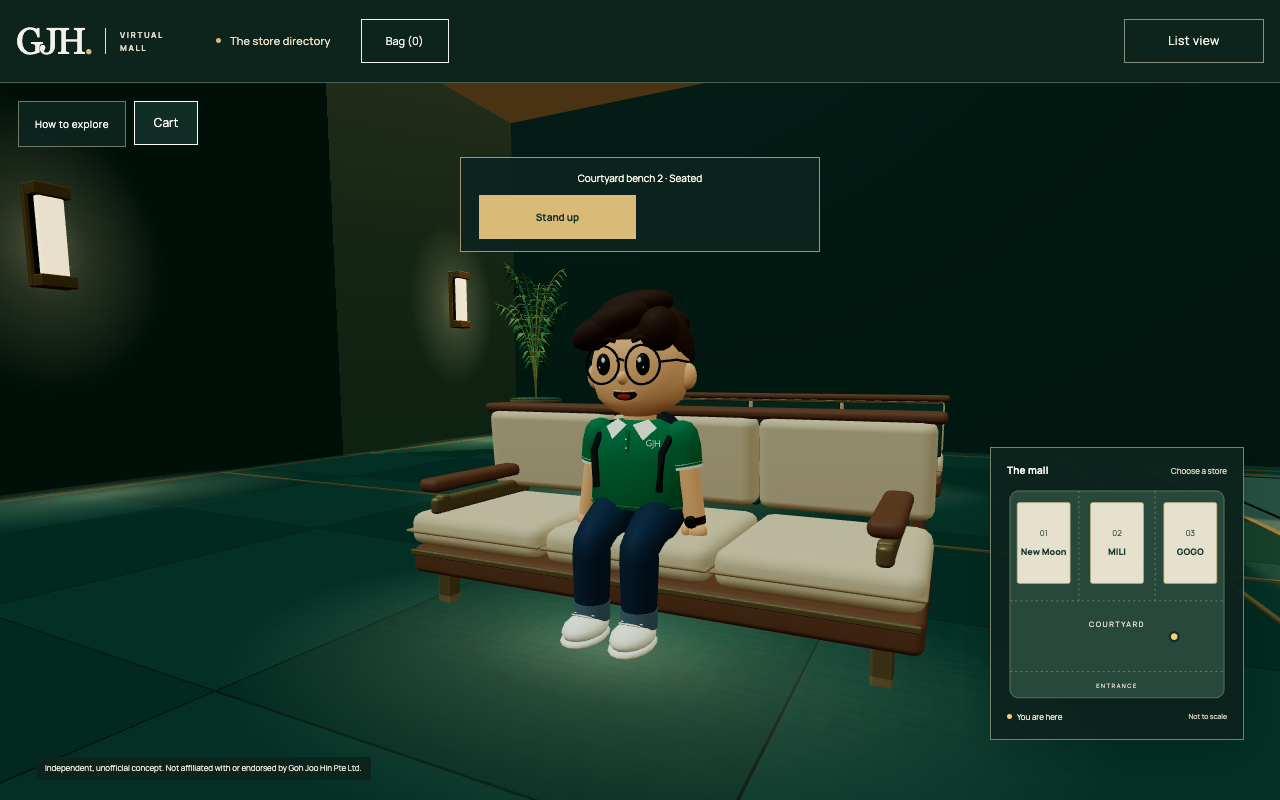 GJH.
VIRTUAL
MALL
The store directory
Bag (0)
List view
How to explore
Cart
Courtyard bench 2 · Seated
Stand up
GJH
The mall
Choose a store
01
New Moon
02
MILI
03
GOGO
COURTYARD
ENTRANCE
You are here
Not to scale
Independent, unofficial concept. Not affiliated with or endorsed by Goh Joo Hin Pte Ltd.